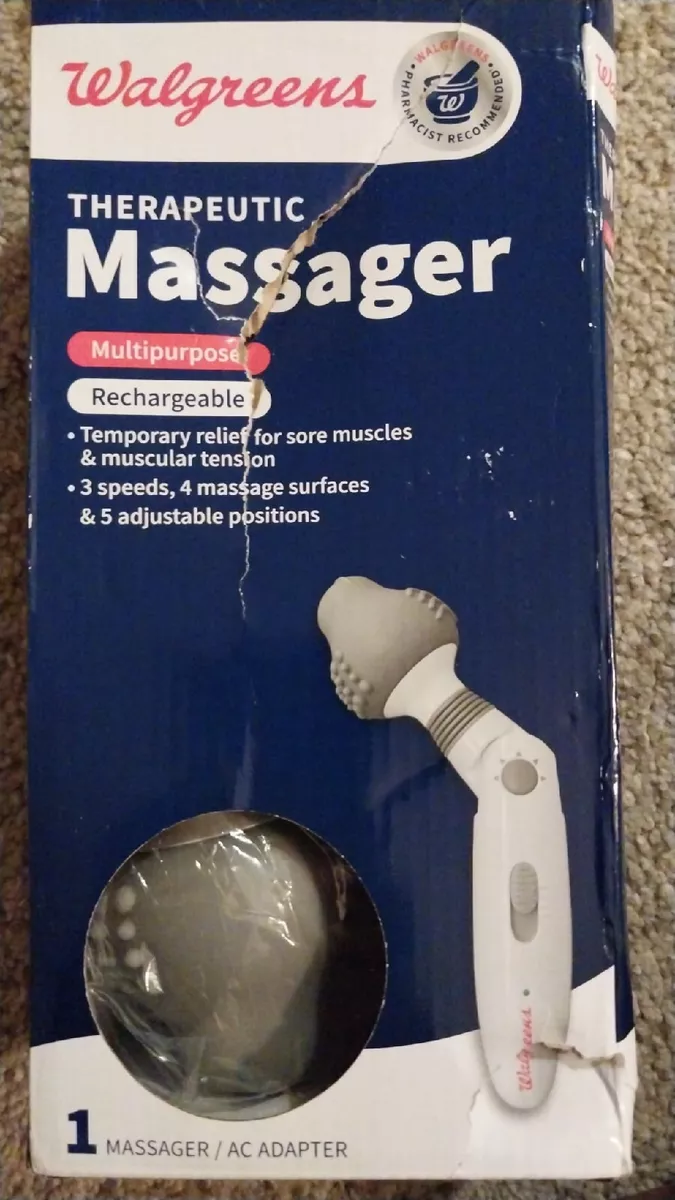 Walgreens
WALGREENS
PHARMACIST RECOMMENDED
THERAPEUTIC
Massager
Multipurpose
Rechargeable
• Temporary relief for sore muscles
& muscular tension
• 3 speeds, 4 massage surfaces
& 5 adjustable positions
Walgreens
1 MASSAGER / AC ADAPTER